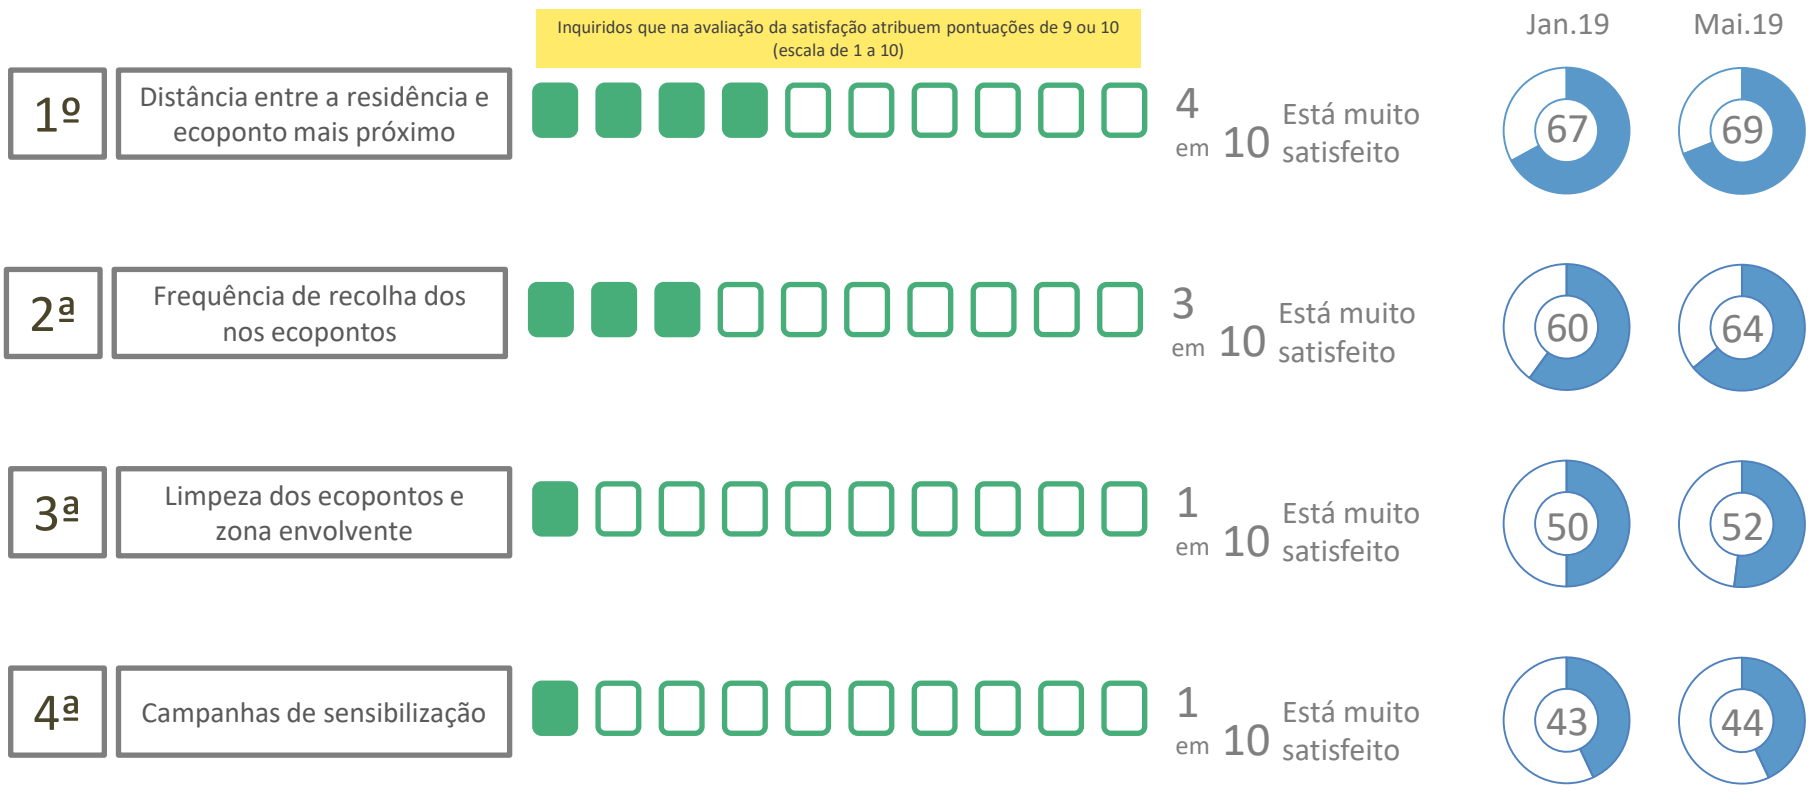 Inquiridos que na avaliação da satisfação atribuem pontuações de 9 ou 10
(escala de 1 a 10)
Jan.19
Mai.19
1º
Distância entre a residência e
ecoponto mais próximo
4
em 10
Está muito
satisfeito
67
69
2ª
Frequência de recolha dos
nos ecopontos
3
em 10
Está muito
satisfeito
60
64
3ª
Limpeza dos ecopontos e
zona envolvente
1
em 10
Está muito
satisfeito
50
52
4ª
Campanhas de sensibilização
1
em 10
Está muito
satisfeito
43
44